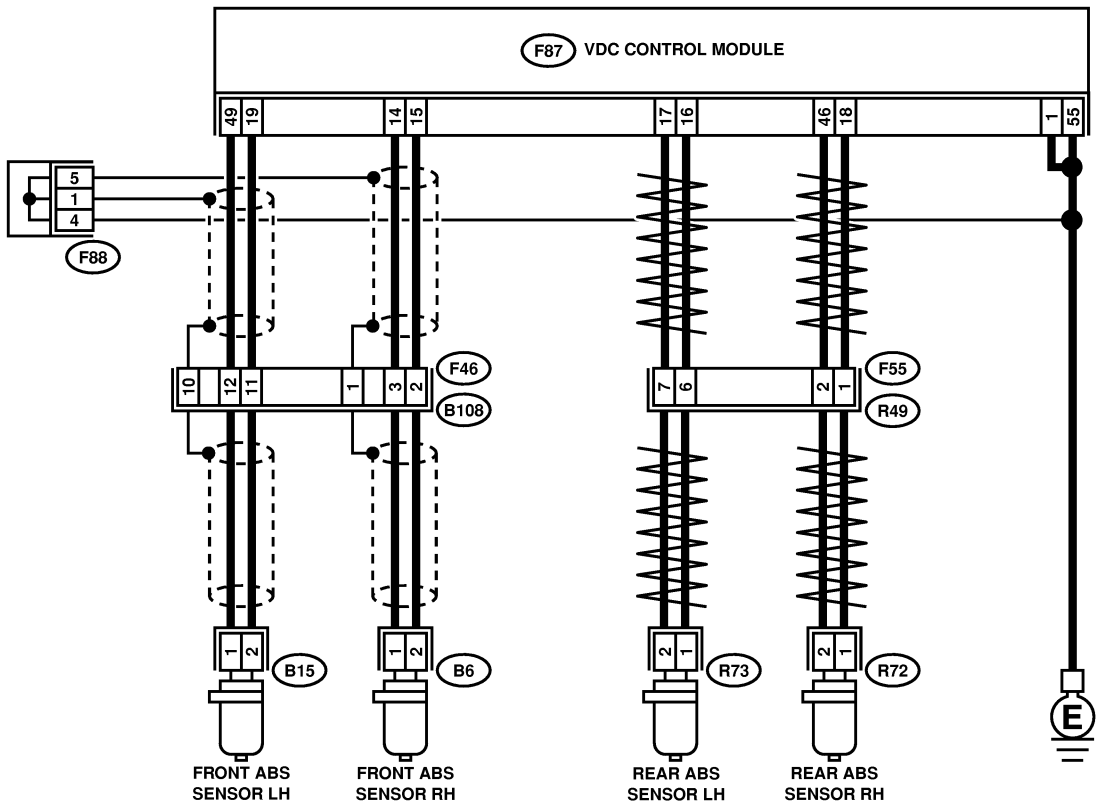 F87 VDC CONTROL MODULE
49 19 14 15 17 16 46 18 1 55
5
1
4
F88
10 12 11 1 3 2 F46 7 6 2 1 F55
B108 R49
1 2 B15 1 2 B6 2 1 R73 2 1 R72
E
FRONT ABS SENSOR LH
FRONT ABS SENSOR RH
REAR ABS SENSOR LH
REAR ABS SENSOR RH